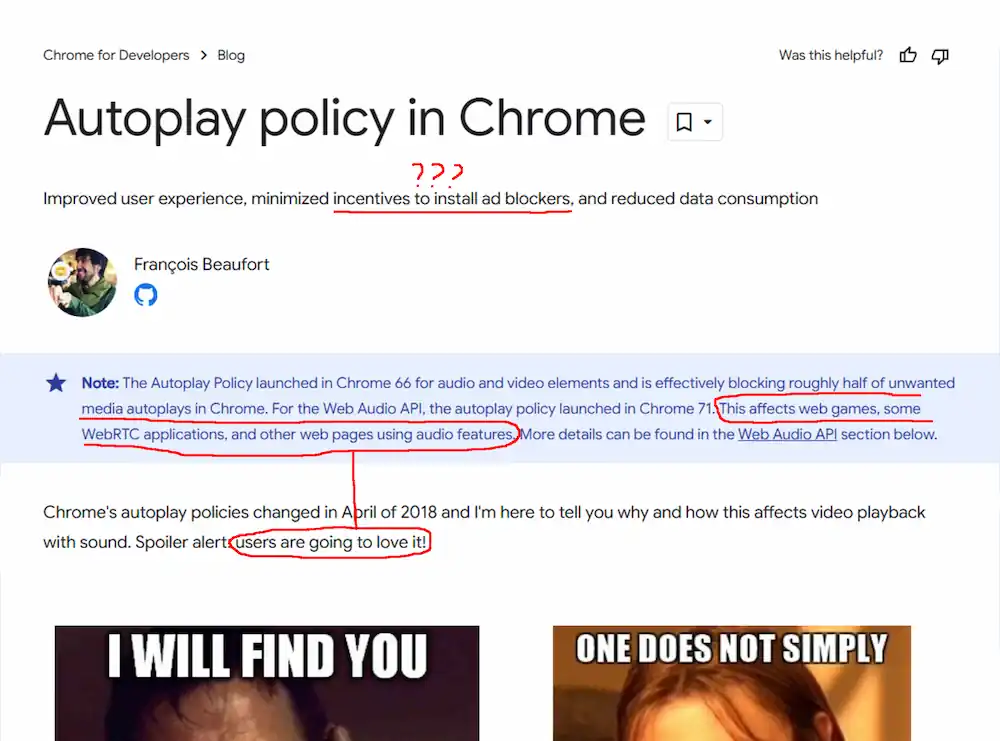 Chrome for Developers > Blog
Was this helpful?
Autoplay policy in Chrome
???
Improved user experience, minimized incentives to install ad blockers, and reduced data consumption
François Beaufort
Note: The Autoplay Policy launched in Chrome 66 for audio and video elements and is effectively blocking roughly half of unwanted
media autoplays in Chrome. For the Web Audio API, the autoplay policy launched in Chrome 71. This affects web games, some
WebRTC applications, and other web pages using audio features. More details can be found in the Web Audio API section below.
Chrome's autoplay policies changed in April of 2018 and I'm here to tell you why and how this affects video playback
with sound. Spoiler alert: users are going to love it!
I WILL FIND YOU
ONE DOES NOT SIMPLY